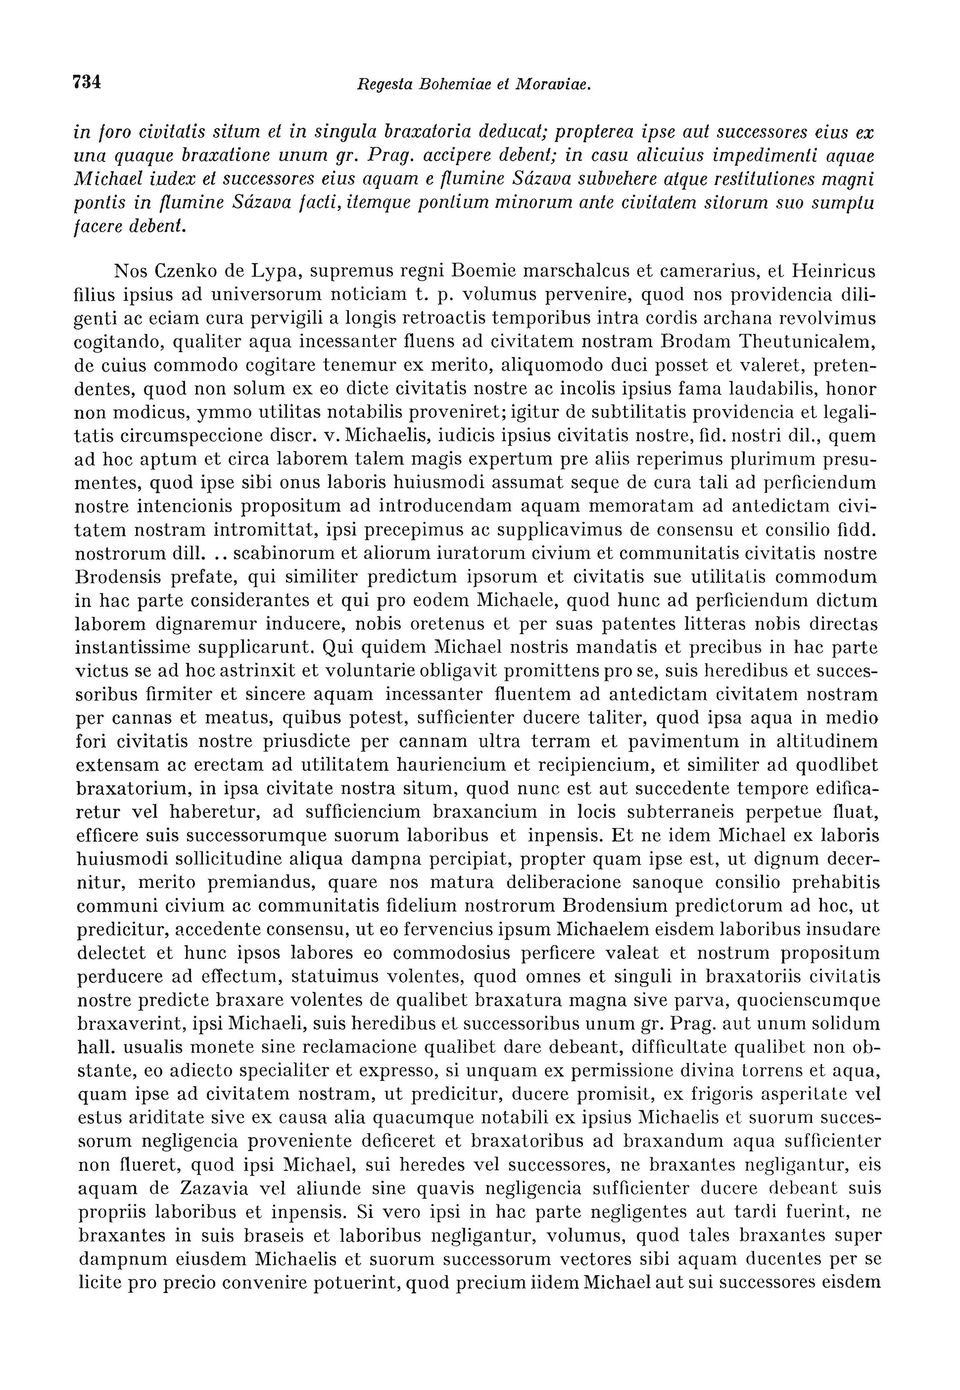 734
Regesta Bohemiae et Moraviae.
in foro civitatis situm et in singula braxatoria deducat; propterea ipse aut successores eius ex
una quaque braxatione unum gr. Prag. accipere debent; in casu alicuius impedimenti aquae
Michael iudex et successores eius aquam e flumine Sázava subvehere atque restitutiones magni
pontis in flumine Sázava facti, itemque pontium minorum ante civitatem sitorum suo sumptu
facere debent.
Nos Czenko de Lypa, supremus regni Boemie marschalcus et camerarius, et Heinricus
filius ipsius ad universorum noticiam t. p. volumus pervenire, quod nos providencia dili-
genti ac eciam cura pervigili a longis retroactis temporibus intra cordis archana revolvimus
cogitando, qualiter aqua incessanter fluens ad civitatem nostram Brodam Theutunicalem,
de cuius commodo cogitare tenemur ex merito, aliquomodo duci posset et valeret, preten-
dentes, quod non solum ex eo dicte civitatis nostre ac incolis ipsius fama laudabilis, honor
non modicus, ymmo utilitas notabilis proveniret; igitur de subtilitatis providencia et legali-
tatis circumspeccione discr. v. Michaelis, iudicis ipsius civitatis nostre, fid. nostri dil., quem
ad hoc aptum et circa laborem talem magis expertum pre aliis reperimus plurimum presu-
mentes, quod ipse sibi onus laboris huiusmodi assumat seque de cura tali ad perficiendum
nostre intencionis propositum ad introducendam aquam memoratam ad antedictam civi-
tatem nostram intromittat, ipsi precepimus ac supplicavimus de consensu et consilio fidd.
nostrorum dill. .. scabinorum et aliorum iuratorum civium et communitatis civitatis nostre
Brodensis prefate, qui similiter predictum ipsorum et civitatis sue utilitatis commodum
in hac parte considerantes et qui pro eodem Michaele, quod hunc ad perficiendum dictum
laborem dignaremur inducere, nobis oretenus et per suas patentes litteras nobis directas
instantissime supplicarunt. Qui quidem Michael nostris mandatis et precibus in hac parte
victus se ad hoc astrinxit et voluntarie obligavit promittens pro se, suis heredibus et succes-
soribus firmiter et sincere aquam incessanter fluentem ad antedictam civitatem nostram
per cannas et meatus, quibus potest, sufficienter ducere taliter, quod ipsa aqua in medio
fori civitatis nostre priusdicte per cannam ultra terram et pavimentum in altitudinem
extensam ac erectam ad utilitatem hauriencium et recipiencium, et similiter ad quodlibet
braxatorium, in ipsa civitate nostra situm, quod nunc est aut succedente tempore edifica-
retur vel haberetur, ad sufficiencium braxancium in locis subterraneis perpetue fluat,
efficere suis successorumque suorum laboribus et inpensis. Et ne idem Michael ex laboris
huiusmodi sollicitudine aliqua dampna percipiat, propter quam ipse est, ut dignum decer-
nitur, merito premiandus, quare nos matura deliberacione sanoque consilio prehabitis
communi civium ac communitatis fidelium nostrorum Brodensium predictorum ad hoc, ut
predicitur, accedente consensu, ut eo fervencius ipsum Michaelem eisdem laboribus insudare
delectet et hunc ipsos labores eo commodosius perficere valeat et nostrum propositum
perducere ad effectum, statuimus volentes, quod omnes et singuli in braxatoriis civitatis
nostre predicte braxare volentes de qualibet braxatura magna sive parva, quocienscumque
braxaverint, ipsi Michaeli, suis heredibus et successoribus unum gr. Prag. aut unum solidum
hall. usualis monete sine reclamacione qualibet dare debeant, difficultate qualibet non ob-
stante, eo adiecto specialiter et expresso, si unquam ex permissione divina torrens et aqua,
quam ipse ad civitatem nostram, ut predicitur, ducere promisit, ex frigoris asperitate vel
estus ariditate sive ex causa alia quacumque notabili ex ipsius Michaelis et suorum succes-
sorum negligencia proveniente deficeret et braxatoribus ad braxandum aqua sufficienter
non flueret, quod ipsi Michael, sui heredes vel successores, ne braxantes negligantur, eis
aquam de Zazavia vel aliunde sine quavis negligencia sufficienter ducere debeant suis
propriis laboribus et inpensis. Si vero ipsi in hac parte negligentes aut tardi fuerint, ne
braxantes in suis braseis et laboribus negligantur, volumus, quod tales braxantes super
dampnum eiusdem Michaelis et suorum successorum vectores sibi aquam ducentes per se
licite pro precio convenire potuerint, quod precium iidem Michael aut sui successores eisdem